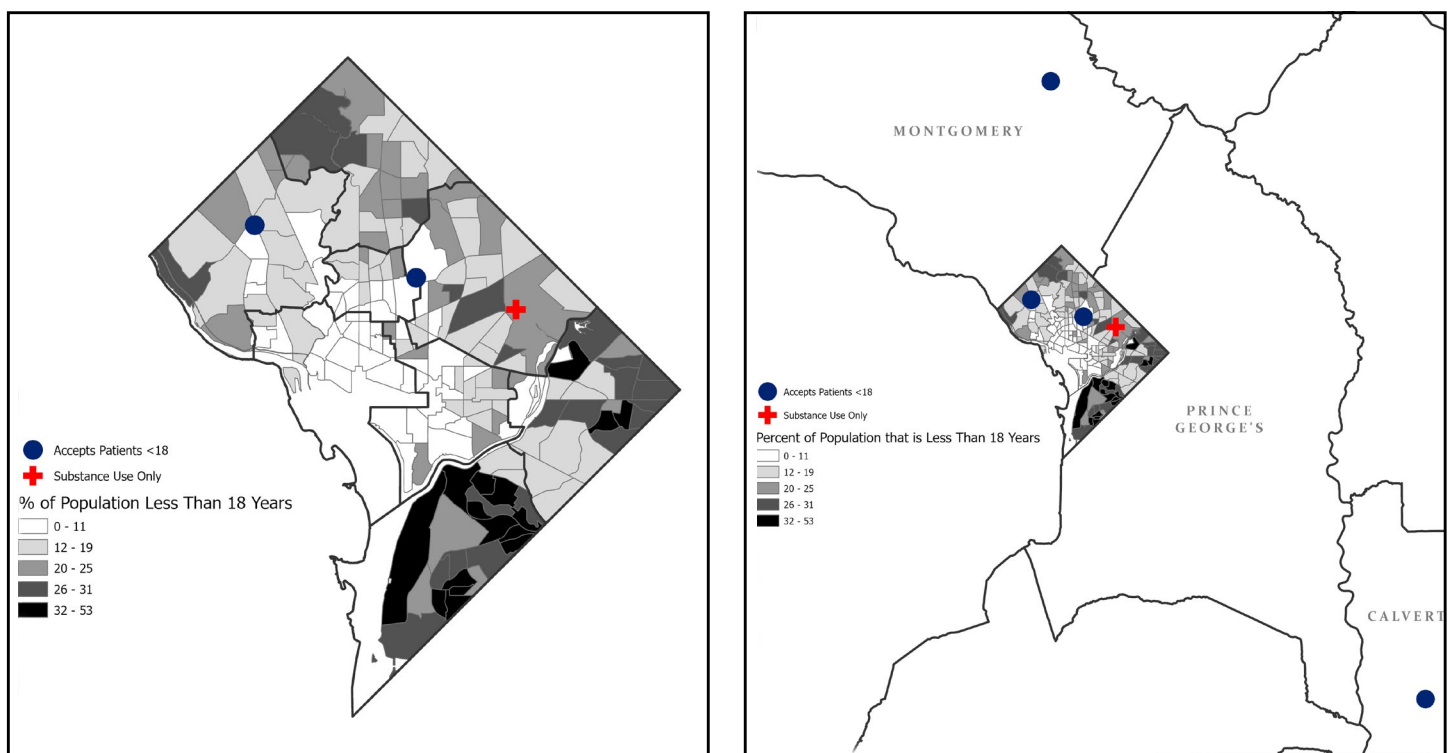 Accepts Patients <18
Substance Use Only
% of Population Less Than 18 Years
0 - 11
12 - 19
20 - 25
26 - 31
32 - 53
MONTGOMERY
PRINCE
GEORGE'S
CALVERT
Accepts Patients <18
Substance Use Only
Percent of Population that is Less Than 18 Years
0 - 11
12 - 19
20 - 25
26 - 31
32 - 53